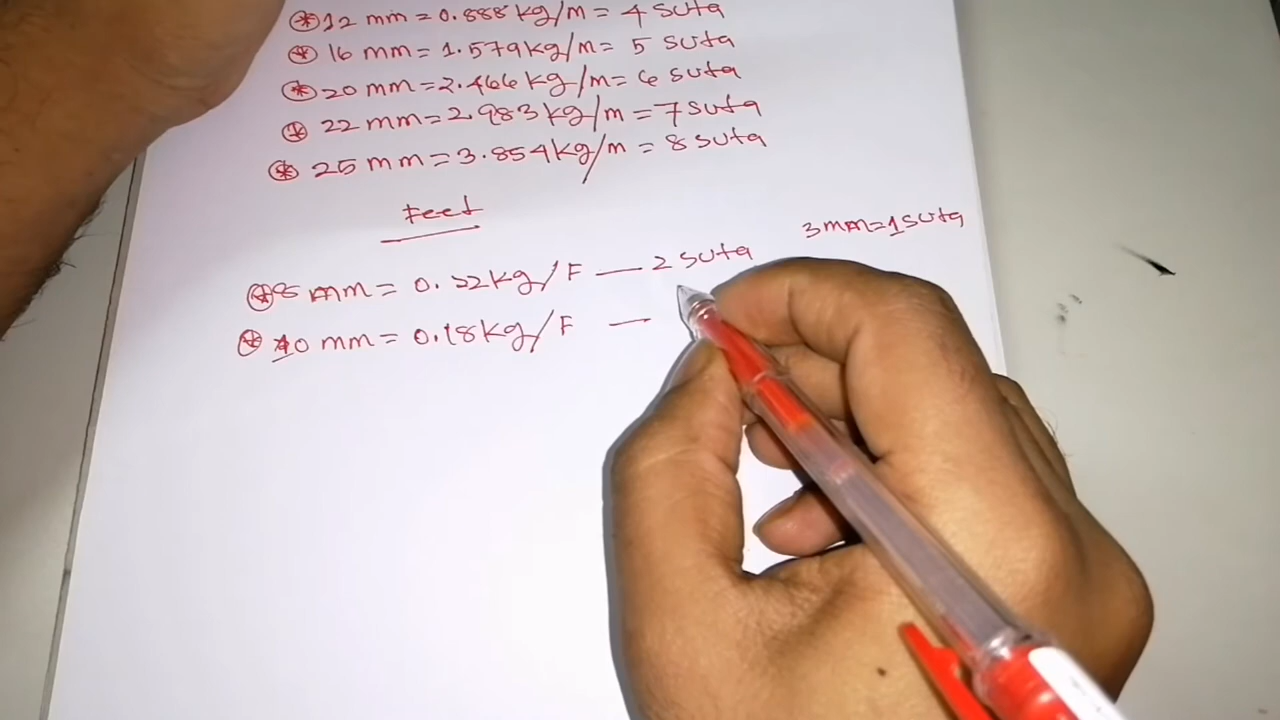 * 12 mm = 0.888 kg/m = 4 suta
* 16 mm = 1.579 kg/m = 5 suta
* 20 mm = 2.466 kg/m = 6 suta
* 22 mm = 2.983 kg/m = 7 suta
* 25 mm = 3.854 kg/m = 8 suta
Feet
3 mm = 1 suta
* 8 mm = 0.12 kg/F — 2 suta
* 10 mm = 0.18 kg/F —